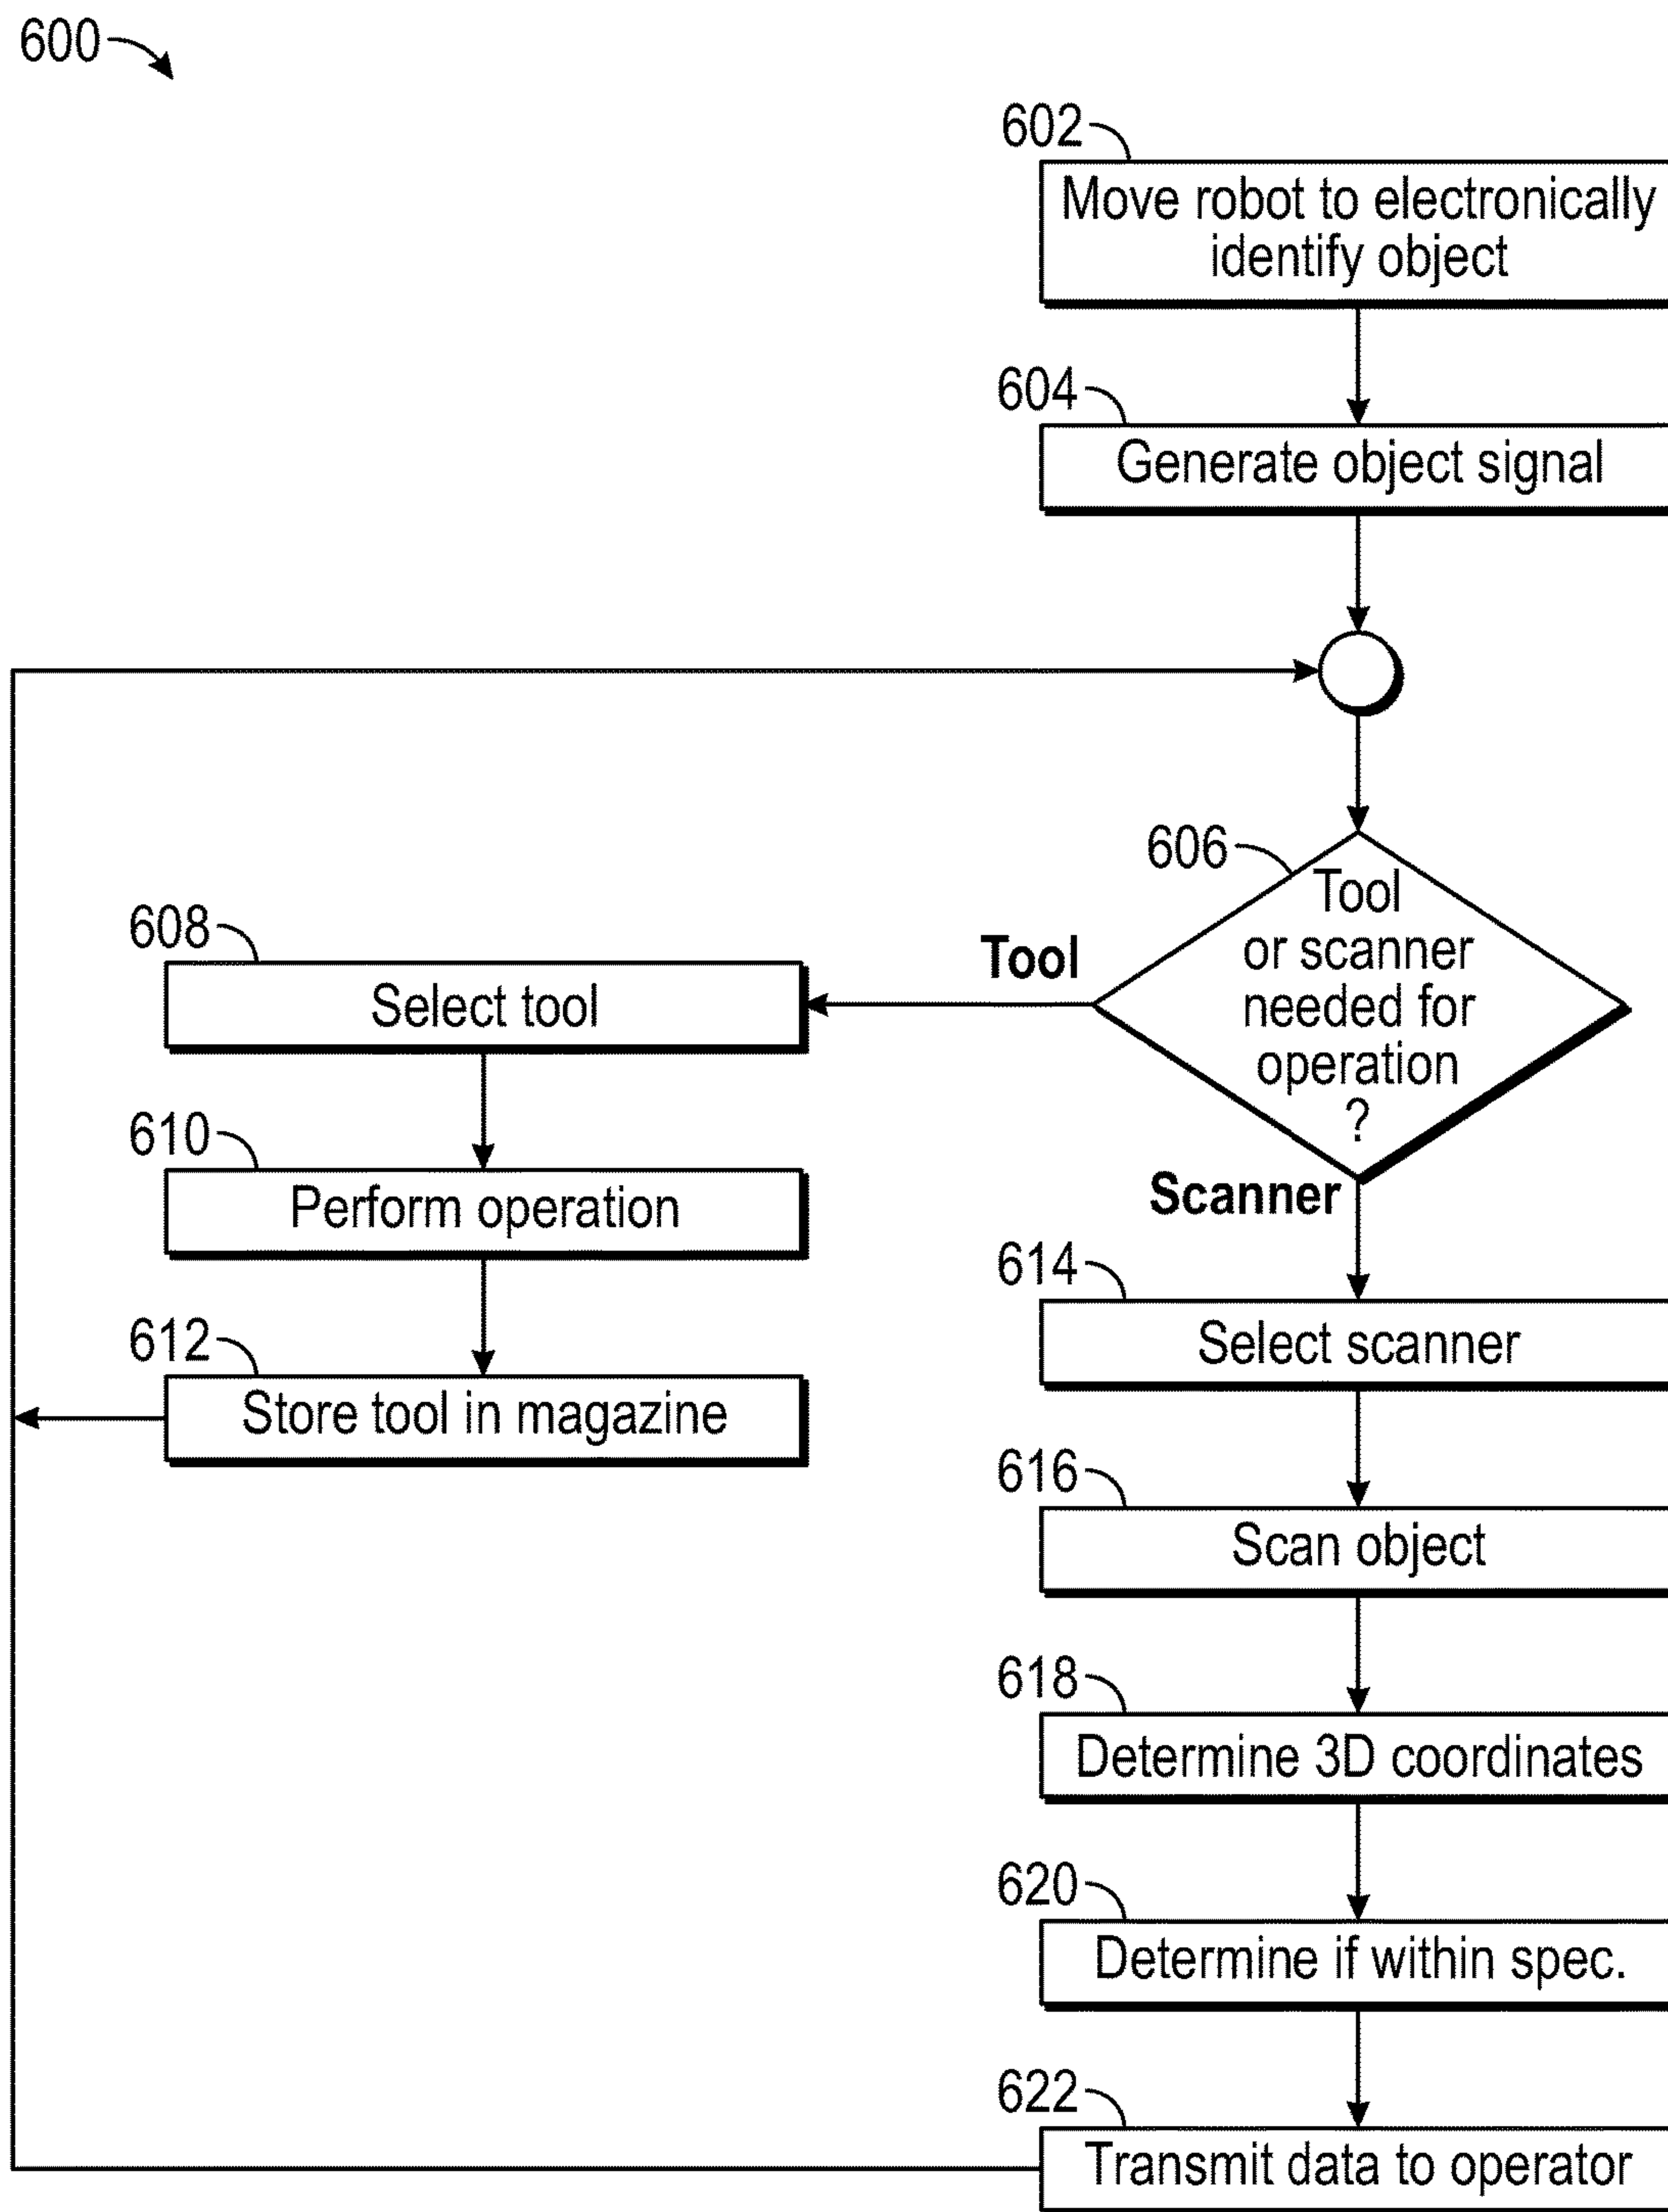 600
602
Move robot to electronically
identify object
604
Generate object signal
606
Tool
or scanner
needed for
operation
?
Tool
Scanner
608
Select tool
610
Perform operation
612
Store tool in magazine
614
Select scanner
616
Scan object
618
Determine 3D coordinates
620
Determine if within spec.
622
Transmit data to operator